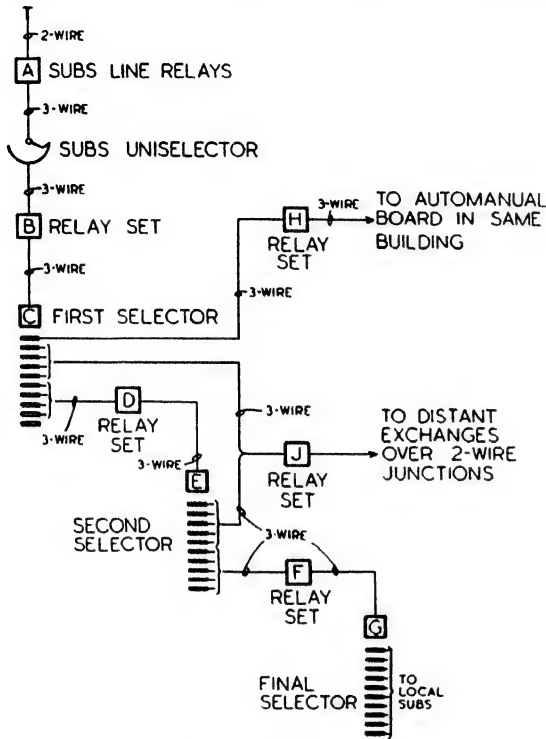 T
2-WIRE
A SUBS LINE RELAYS
3-WIRE
SUBS UNISELECTOR
3-WIRE
B RELAY SET
3-WIRE
C FIRST SELECTOR
H
RELAY
SET
3-WIRE
TO AUTOMANUAL
BOARD IN SAME
BUILDING
3-WIRE
3-WIRE
D
RELAY
SET
3-WIRE
E
3-WIRE
J
RELAY
SET
TO DISTANT
EXCHANGES
OVER 2-WIRE
JUNCTIONS
SECOND
SELECTOR
3-WIRE
F
RELAY
SET
G
FINAL
SELECTOR
TO
LOCAL
SUBS